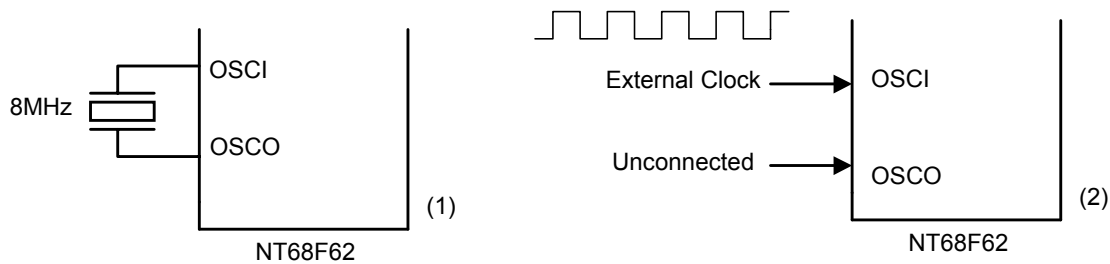 OSCI
8MHz
OSCO
(1)
NT68F62
External Clock
OSCI
Unconnected
OSCO
(2)
NT68F62